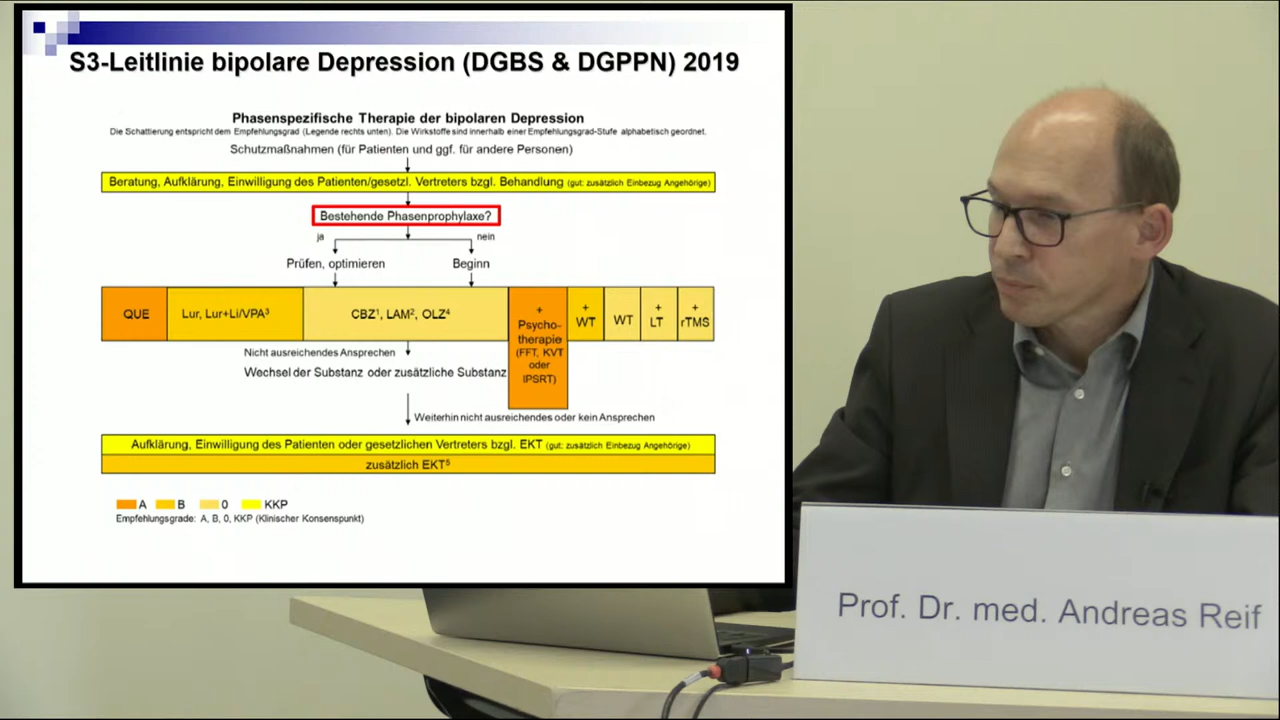 S3-Leitlinie bipolare Depression (DGBS & DGPPN) 2019
Phasenspezifische Therapie der bipolaren Depression
Die Schattierung entspricht dem Empfehlungsgrad (Legende rechts unten). Die Wirkstoffe sind innerhalb einer Empfehlungsgrad-Stufe alphabetisch geordnet.
Schutzmaßnahmen (für Patienten und ggf. für andere Personen)
Beratung, Aufklärung, Einwilligung des Patienten/gesetzl. Vertreters bzgl. Behandlung (gut: zusätzlich Einbezug Angehörige)
Bestehende Phasenprophylaxe?
ja
nein
Prüfen, optimieren
Beginn
QUE
Lur, Lur+Li/VPA³
CBZ¹, LAM², OLZ⁴
+
Psycho-
therapie
(FFT, KVT
oder
IPSRT)
+
WT
WT
+
LT
+
rTMS
Nicht ausreichendes Ansprechen
Wechsel der Substanz oder zusätzliche Substanz
Weiterhin nicht ausreichendes oder kein Ansprechen
Aufklärung, Einwilligung des Patienten oder gesetzlichen Vertreters bzgl. EKT (gut: zusätzlich Einbezug Angehörige)
zusätzlich EKT⁵
A B 0 KKP
Empfehlungsgrade: A, B, 0, KKP (Klinischer Konsenspunkt)
Prof. Dr. med. Andreas Reif